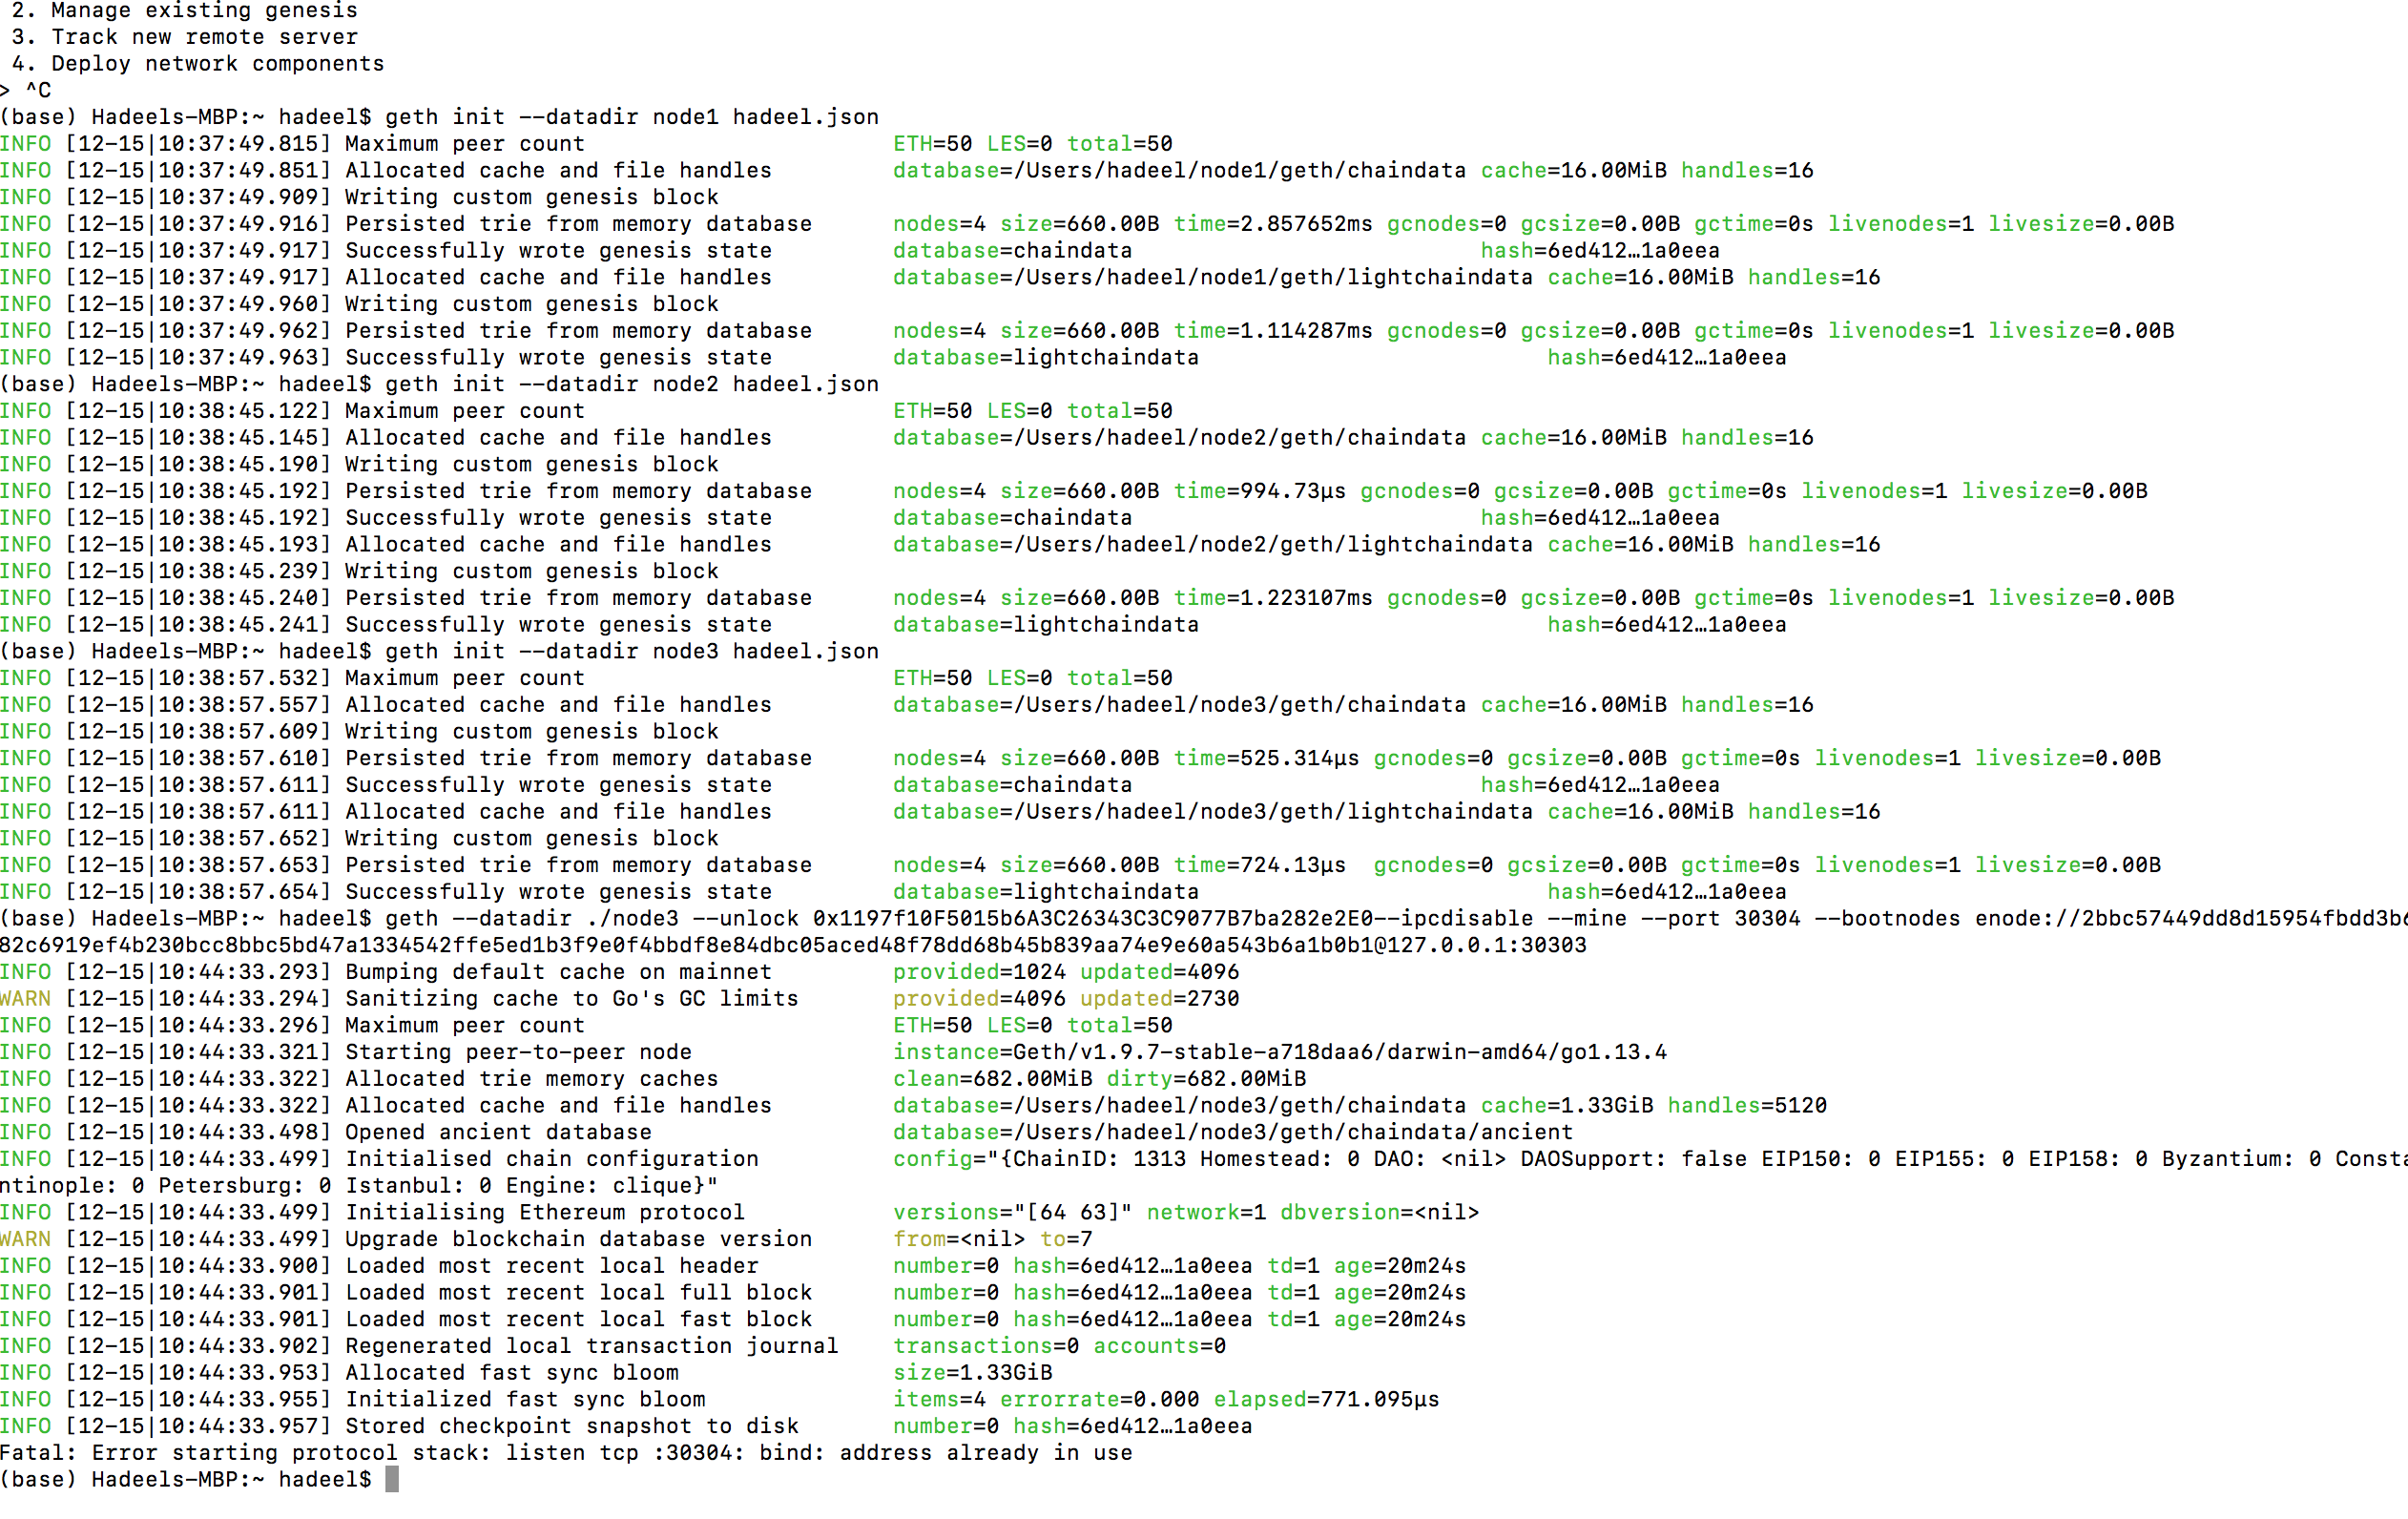 2. Manage existing genesis
3. Track new remote server
4. Deploy network components
> ^C
(base) Hadeels-MBP:~ hadeel$ geth init --datadir node1 hadeel.json
INFO [12-15|10:37:49.815] Maximum peer count ETH=50 LES=0 total=50
INFO [12-15|10:37:49.851] Allocated cache and file handles database=/Users/hadeel/node1/geth/chaindata cache=16.00MiB handles=16
INFO [12-15|10:37:49.909] Writing custom genesis block
INFO [12-15|10:37:49.916] Persisted trie from memory database nodes=4 size=660.00B time=2.857652ms gcnodes=0 gcsize=0.00B gctime=0s livenodes=1 livesize=0.00B
INFO [12-15|10:37:49.917] Successfully wrote genesis state database=chaindata hash=6ed412…1a0eea
INFO [12-15|10:37:49.917] Allocated cache and file handles database=/Users/hadeel/node1/geth/lightchaindata cache=16.00MiB handles=16
INFO [12-15|10:37:49.960] Writing custom genesis block
INFO [12-15|10:37:49.962] Persisted trie from memory database nodes=4 size=660.00B time=1.114287ms gcnodes=0 gcsize=0.00B gctime=0s livenodes=1 livesize=0.00B
INFO [12-15|10:37:49.963] Successfully wrote genesis state database=lightchaindata hash=6ed412…1a0eea
(base) Hadeels-MBP:~ hadeel$ geth init --datadir node2 hadeel.json
INFO [12-15|10:38:45.122] Maximum peer count ETH=50 LES=0 total=50
INFO [12-15|10:38:45.145] Allocated cache and file handles database=/Users/hadeel/node2/geth/chaindata cache=16.00MiB handles=16
INFO [12-15|10:38:45.190] Writing custom genesis block
INFO [12-15|10:38:45.192] Persisted trie from memory database nodes=4 size=660.00B time=994.73µs gcnodes=0 gcsize=0.00B gctime=0s livenodes=1 livesize=0.00B
INFO [12-15|10:38:45.192] Successfully wrote genesis state database=chaindata hash=6ed412…1a0eea
INFO [12-15|10:38:45.193] Allocated cache and file handles database=/Users/hadeel/node2/geth/lightchaindata cache=16.00MiB handles=16
INFO [12-15|10:38:45.239] Writing custom genesis block
INFO [12-15|10:38:45.240] Persisted trie from memory database nodes=4 size=660.00B time=1.223107ms gcnodes=0 gcsize=0.00B gctime=0s livenodes=1 livesize=0.00B
INFO [12-15|10:38:45.241] Successfully wrote genesis state database=lightchaindata hash=6ed412…1a0eea
(base) Hadeels-MBP:~ hadeel$ geth init --datadir node3 hadeel.json
INFO [12-15|10:38:57.532] Maximum peer count ETH=50 LES=0 total=50
INFO [12-15|10:38:57.557] Allocated cache and file handles database=/Users/hadeel/node3/geth/chaindata cache=16.00MiB handles=16
INFO [12-15|10:38:57.609] Writing custom genesis block
INFO [12-15|10:38:57.610] Persisted trie from memory database nodes=4 size=660.00B time=525.314µs gcnodes=0 gcsize=0.00B gctime=0s livenodes=1 livesize=0.00B
INFO [12-15|10:38:57.611] Successfully wrote genesis state database=chaindata hash=6ed412…1a0eea
INFO [12-15|10:38:57.611] Allocated cache and file handles database=/Users/hadeel/node3/geth/lightchaindata cache=16.00MiB handles=16
INFO [12-15|10:38:57.652] Writing custom genesis block
INFO [12-15|10:38:57.653] Persisted trie from memory database nodes=4 size=660.00B time=724.13µs gcnodes=0 gcsize=0.00B gctime=0s livenodes=1 livesize=0.00B
INFO [12-15|10:38:57.654] Successfully wrote genesis state database=lightchaindata hash=6ed412…1a0eea
(base) Hadeels-MBP:~ hadeel$ geth --datadir ./node3 --unlock 0x1197f10F5015b6A3C26343C3C9077B7ba282e2E0--ipcdisable --mine --port 30304 --bootnodes enode://2bbc57449dd8d15954fbdd3b6
82c6919ef4b230bcc8bbc5bd47a1334542ffe5ed1b3f9e0f4bbdf8e84dbc05aced48f78dd68b45b839aa74e9e60a543b6a1b0b1@127.0.0.1:30303
INFO [12-15|10:44:33.293] Bumping default cache on mainnet provided=1024 updated=4096
WARN [12-15|10:44:33.294] Sanitizing cache to Go's GC limits provided=4096 updated=2730
INFO [12-15|10:44:33.296] Maximum peer count ETH=50 LES=0 total=50
INFO [12-15|10:44:33.321] Starting peer-to-peer node instance=Geth/v1.9.7-stable-a718daa6/darwin-amd64/go1.13.4
INFO [12-15|10:44:33.322] Allocated trie memory caches clean=682.00MiB dirty=682.00MiB
INFO [12-15|10:44:33.322] Allocated cache and file handles database=/Users/hadeel/node3/geth/chaindata cache=1.33GiB handles=5120
INFO [12-15|10:44:33.498] Opened ancient database database=/Users/hadeel/node3/geth/chaindata/ancient
INFO [12-15|10:44:33.499] Initialised chain configuration config="{ChainID: 1313 Homestead: 0 DAO: <nil> DAOSupport: false EIP150: 0 EIP155: 0 EIP158: 0 Byzantium: 0 Consta
ntinople: 0 Petersburg: 0 Istanbul: 0 Engine: clique}"
INFO [12-15|10:44:33.499] Initialising Ethereum protocol versions="[64 63]" network=1 dbversion=<nil>
WARN [12-15|10:44:33.499] Upgrade blockchain database version from=<nil> to=7
INFO [12-15|10:44:33.900] Loaded most recent local header number=0 hash=6ed412…1a0eea td=1 age=20m24s
INFO [12-15|10:44:33.901] Loaded most recent local full block number=0 hash=6ed412…1a0eea td=1 age=20m24s
INFO [12-15|10:44:33.901] Loaded most recent local fast block number=0 hash=6ed412…1a0eea td=1 age=20m24s
INFO [12-15|10:44:33.902] Regenerated local transaction journal transactions=0 accounts=0
INFO [12-15|10:44:33.953] Allocated fast sync bloom size=1.33GiB
INFO [12-15|10:44:33.955] Initialized fast sync bloom items=4 errorrate=0.000 elapsed=771.095µs
INFO [12-15|10:44:33.957] Stored checkpoint snapshot to disk number=0 hash=6ed412…1a0eea
Fatal: Error starting protocol stack: listen tcp :30304: bind: address already in use
(base) Hadeels-MBP:~ hadeel$